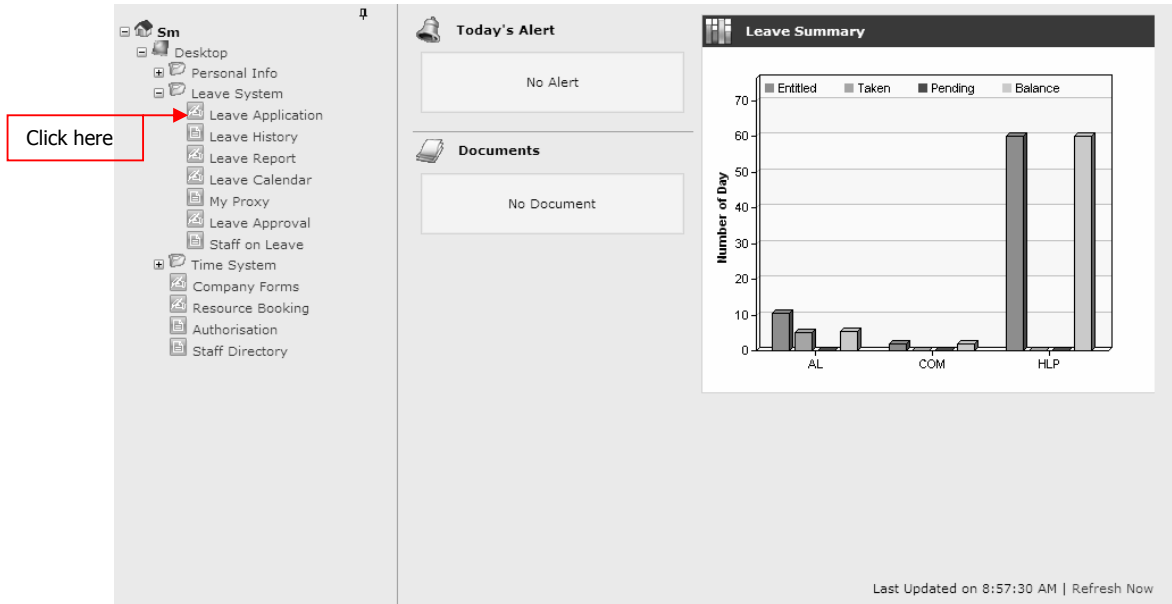 Click here
Sm
Desktop
Personal Info
Leave System
Leave Application
Leave History
Leave Report
Leave Calendar
My Proxy
Leave Approval
Staff on Leave
Time System
Company Forms
Resource Booking
Authorisation
Staff Directory
Today's Alert
No Alert
Documents
No Document
Leave Summary
Entitled Taken Pending Balance
Number of Day
70
60
50
40
30
20
10
0
AL COM HLP
Last Updated on 8:57:30 AM | Refresh Now